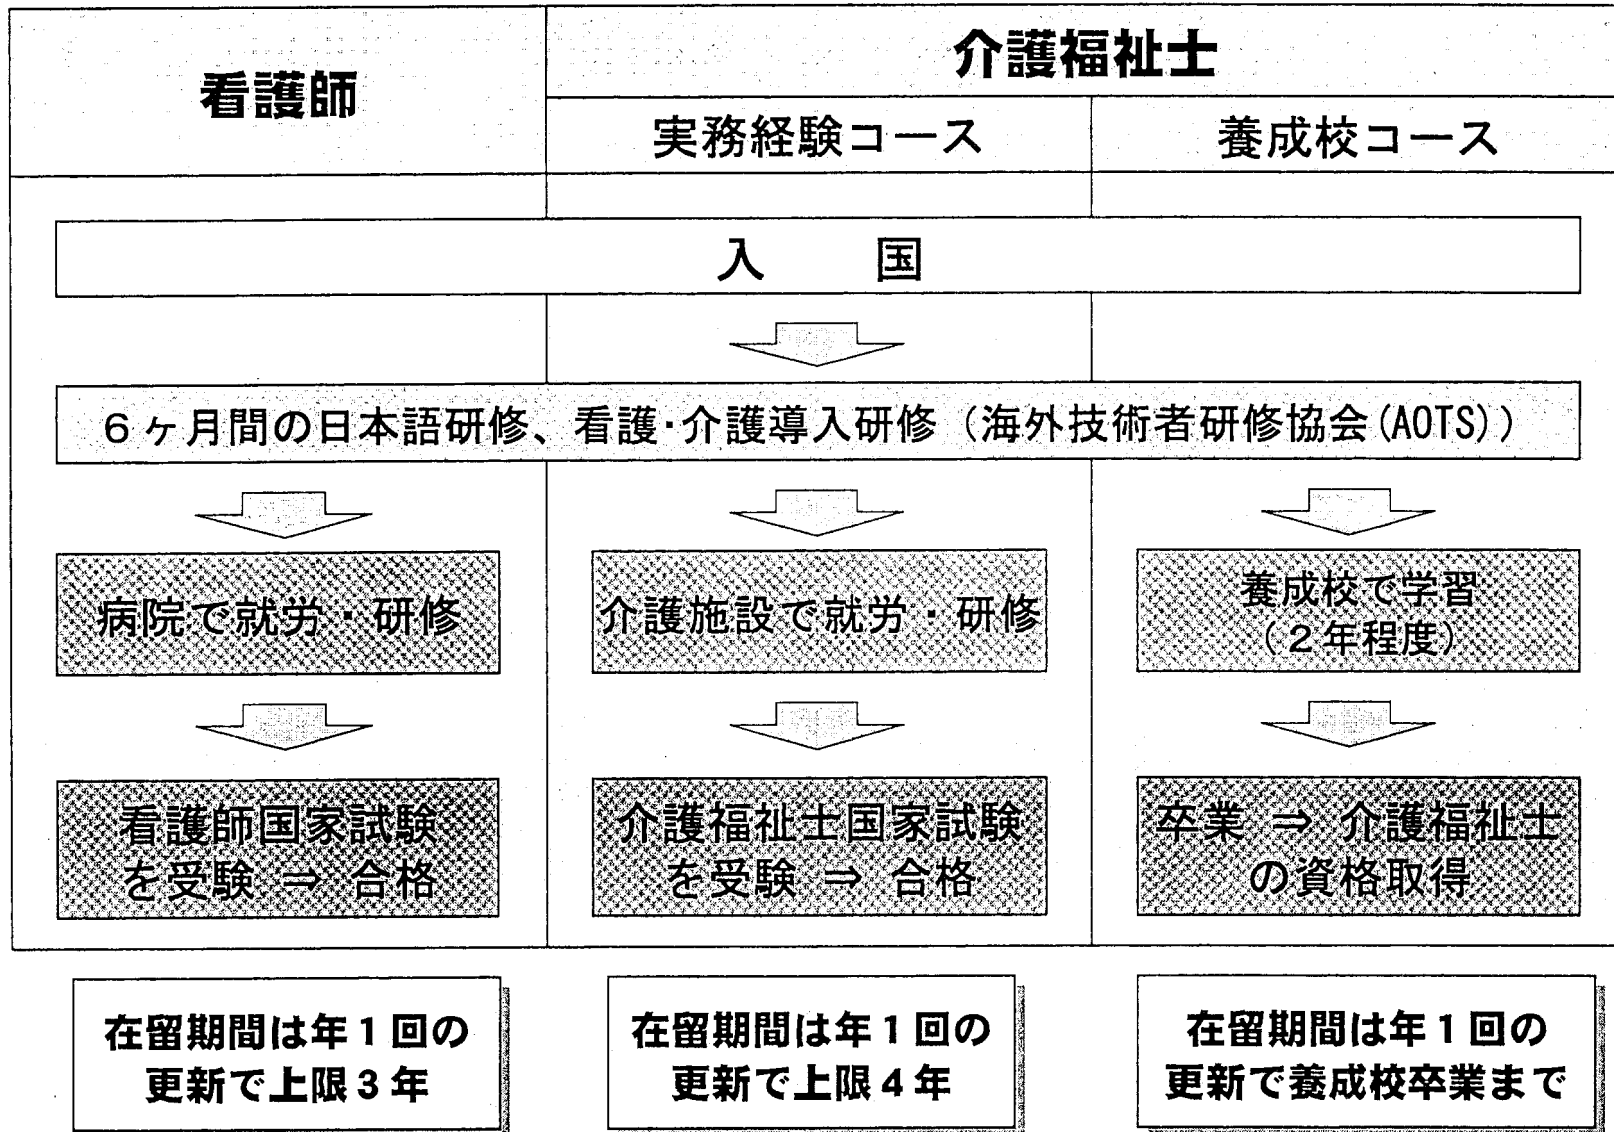 看護師
介護福祉士
実務経験コース
養成校コース
入 国
6ヶ月間の日本語研修、看護・介護導入研修(海外技術者研修協会(AOTS))
病院で就労・研修
介護施設で就労・研修
養成校で学習
(2年程度)
看護師国家試験
を受験 ⇒ 合格
介護福祉士国家試験
を受験 ⇒ 合格
卒業 ⇒ 介護福祉士
の資格取得
在留期間は年1回の
更新で上限3年
在留期間は年1回の
更新で上限4年
在留期間は年1回の
更新で養成校卒業まで